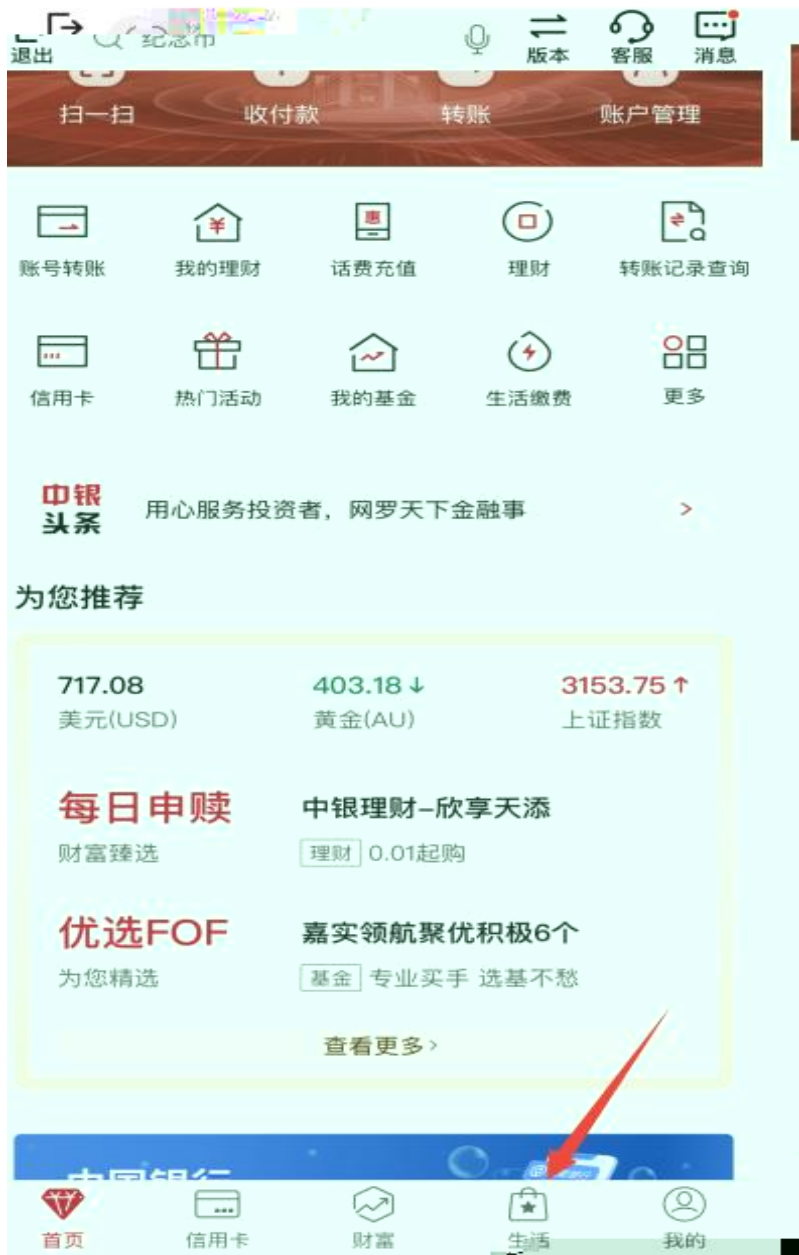 退出 纪念币 版本 客服 消息
扫一扫 收付款 转账 账户管理
账号转账 我的理财 话费充值 理财 转账记录查询
信用卡 热门活动 我的基金 生活缴费 更多
中银
头条
用心服务投资者，网罗天下金融事
为您推荐
717.08 403.18↓ 3153.75↑
美元(USD) 黄金(AU) 上证指数
每日申赎 中银理财-欣享天添
财富臻选 理财 0.01起购
优选FOF 嘉实领航聚优积极6个
为您精选 基金 专业买手 选基不愁
查看更多>
中国银行
首页 信用卡 财富 生活 我的